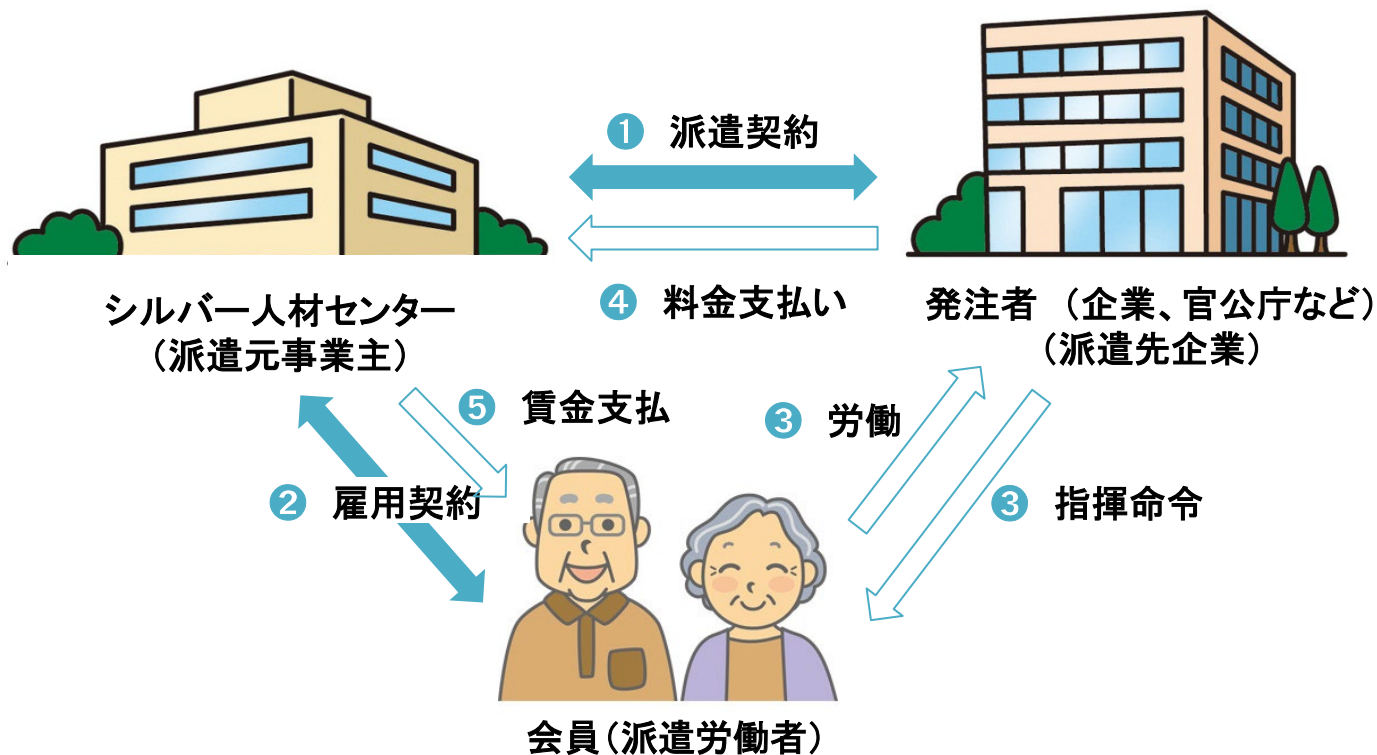 ❶ 派遣契約
❹ 料金支払い
シルバー人材センター
（派遣元事業主）
発注者 （企業、官公庁など）
（派遣先企業）
❺ 賃金支払
❸ 労働
❷ 雇用契約
❸ 指揮命令
会員（派遣労働者）